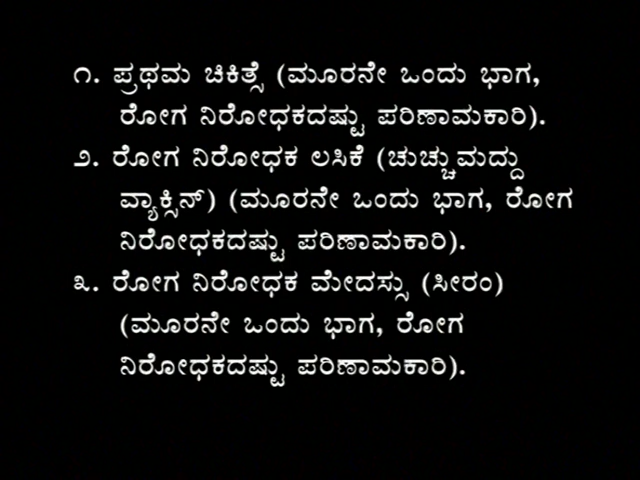 ೧. ಪ್ರಥಮ ಚಿಕಿತ್ಸೆ (ಮೂರನೇ ಒಂದು ಭಾಗ,
ರೋಗ ನಿರೋಧಕದಷ್ಟು ಪರಿಣಾಮಕಾರಿ).
೨. ರೋಗ ನಿರೋಧಕ ಲಸಿಕೆ (ಚುಚ್ಚುಮದ್ದು
ವ್ಯಾಕ್ಸಿನ್) (ಮೂರನೇ ಒಂದು ಭಾಗ, ರೋಗ
ನಿರೋಧಕದಷ್ಟು ಪರಿಣಾಮಕಾರಿ).
೩. ರೋಗ ನಿರೋಧಕ ಮೇದಸ್ಸು (ಸೀರಂ)
(ಮೂರನೇ ಒಂದು ಭಾಗ, ರೋಗ
ನಿರೋಧಕದಷ್ಟು ಪರಿಣಾಮಕಾರಿ).